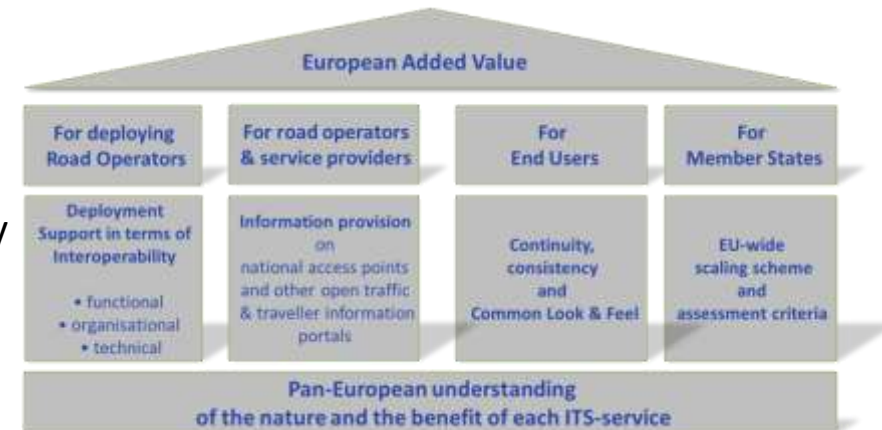 European Added Value
For deploying
Road Operators
For road operators
& service providers
For
End Users
For
Member States
Deployment
Support in terms of
Interoperability
• functional
• organisational
• technical
Information provision
on
national access points
and other open traffic
& traveller information
portals
Continuity,
consistency
and
Common Look & Feel
EU-wide
scaling scheme
and
assessment criteria
Pan-European understanding
of the nature and the benefit of each ITS-service